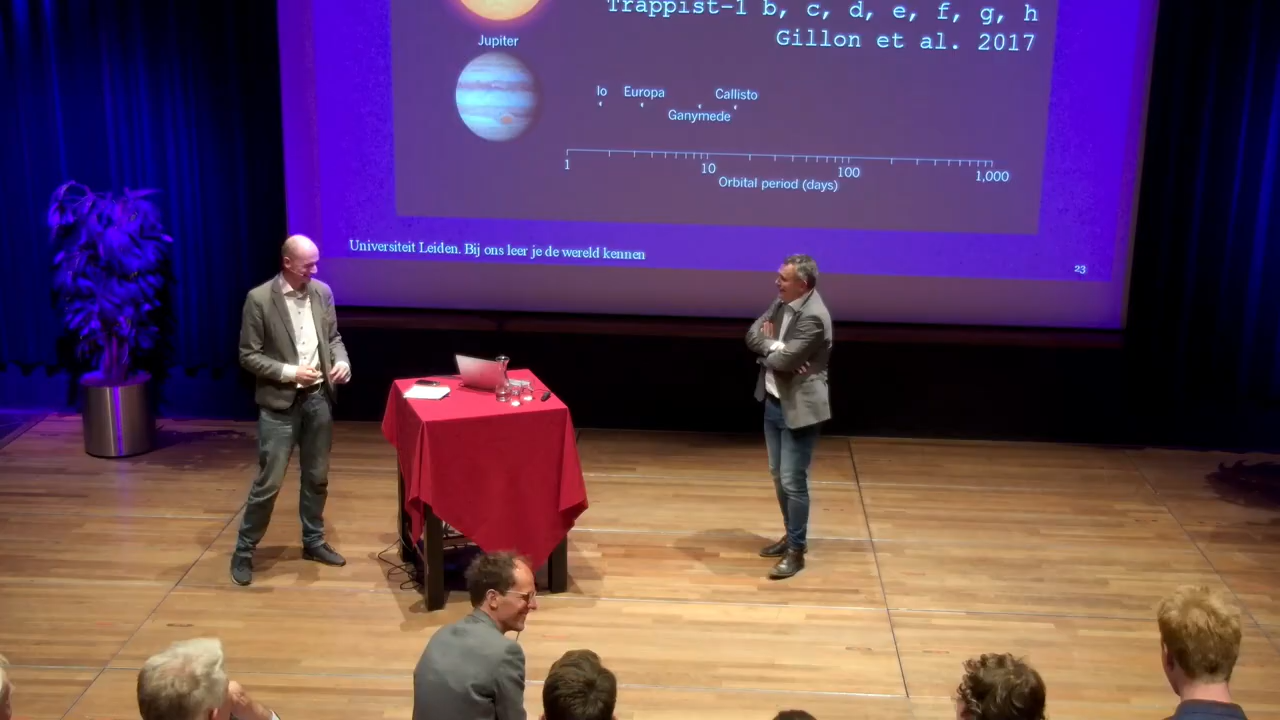 Trappist-1 b, c, d, e, f, g, h
Gillon et al. 2017
Jupiter
Io Europa Callisto
Ganymede
1 10 100 1,000
Orbital period (days)
Universiteit Leiden. Bij ons leer je de wereld kennen
23